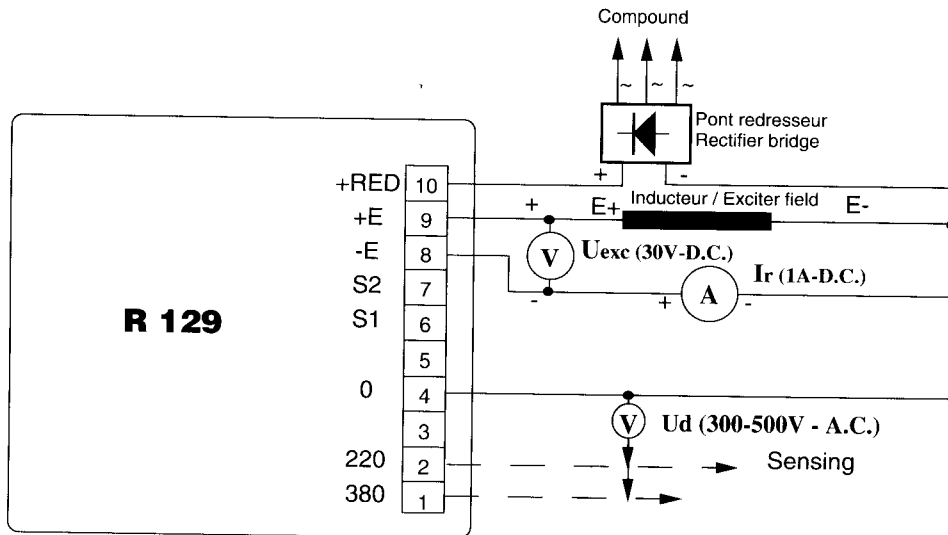 Compound
~ ~ ~
Pont redresseur
Rectifier bridge
+ -
+RED 10
Inducteur / Exciter field
+E 9 + E+ E-
-E 8 V Uexc (30V-D.C.)
S2 7 - + A - Ir (1A-D.C.)
S1 6
R 129
5
0 4
3 V Ud (300-500V - A.C.)
220 2 Sensing
380 1